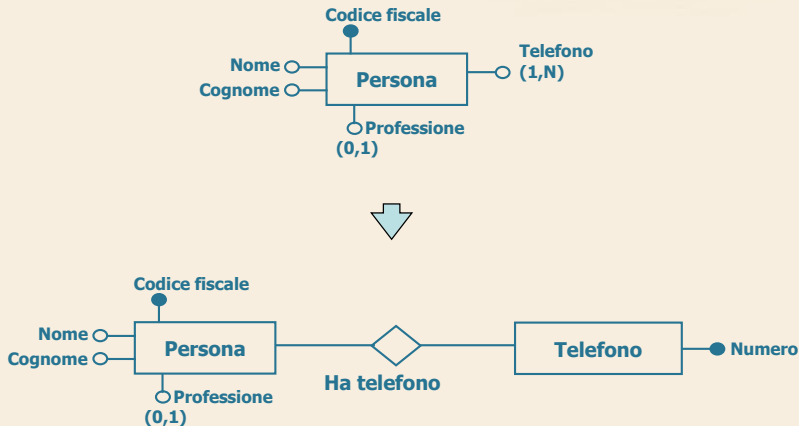 Codice fiscale
Nome
Cognome
Persona
Telefono
(1,N)
Professione
(0,1)
Codice fiscale
Nome
Cognome
Persona
Professione
(0,1)
Ha telefono
Telefono
Numero